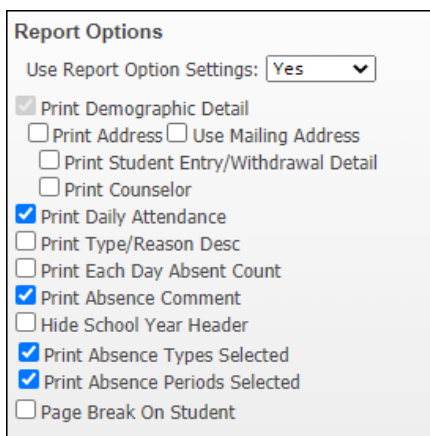 Report Options
Use Report Option Settings: Yes
Print Demographic Detail
Print Address Use Mailing Address
Print Student Entry/Withdrawal Detail
Print Counselor
Print Daily Attendance
Print Type/Reason Desc
Print Each Day Absent Count
Print Absence Comment
Hide School Year Header
Print Absence Types Selected
Print Absence Periods Selected
Page Break On Student